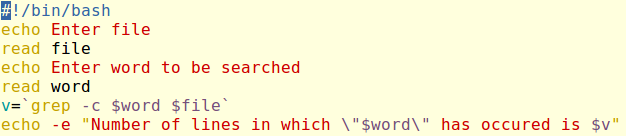 #!/bin/bash
echo Enter file
read file
echo Enter word to be searched
read word
v=`grep -c $word $file`
echo -e "Number of lines in which \"$word\" has occured is $v"